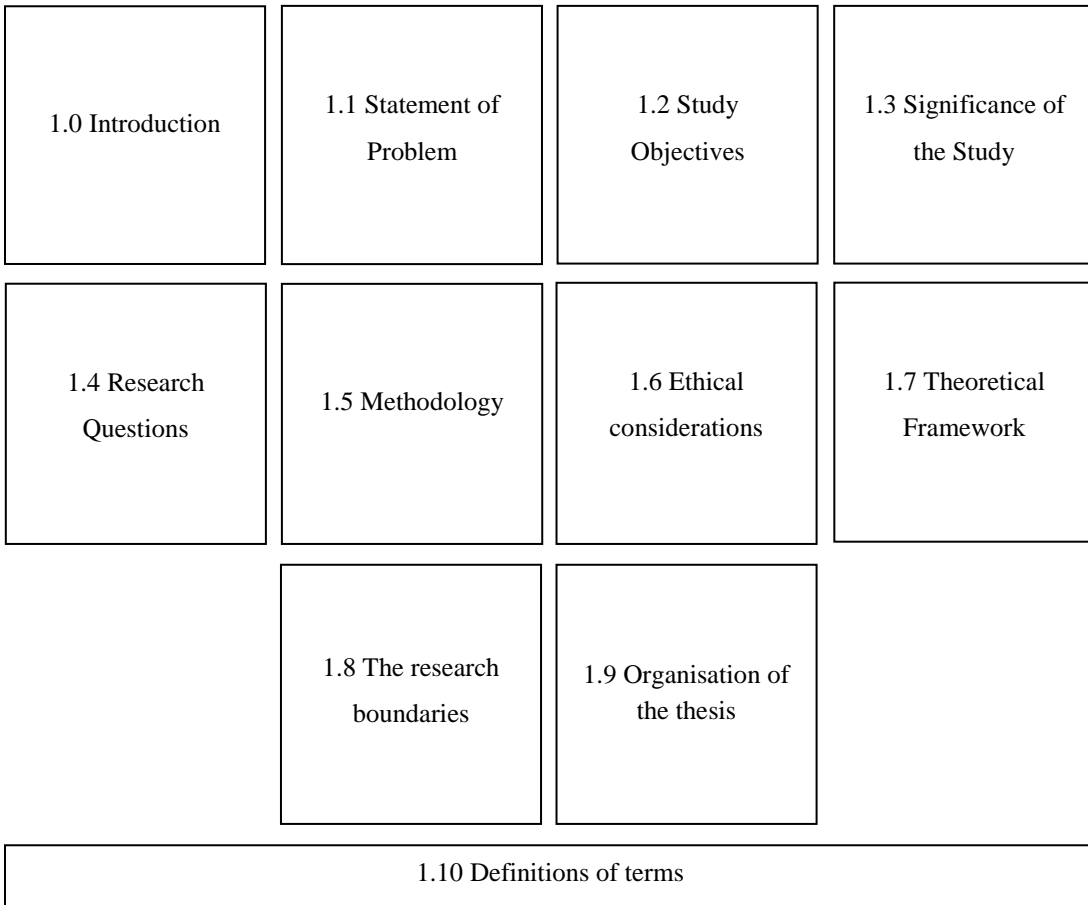 1.0 Introduction
1.1 Statement of
Problem
1.2 Study
Objectives
1.3 Significance of
the Study
1.4 Research
Questions
1.5 Methodology
1.6 Ethical
considerations
1.7 Theoretical
Framework
1.8 The research
boundaries
1.9 Organisation of
the thesis
1.10 Definitions of terms